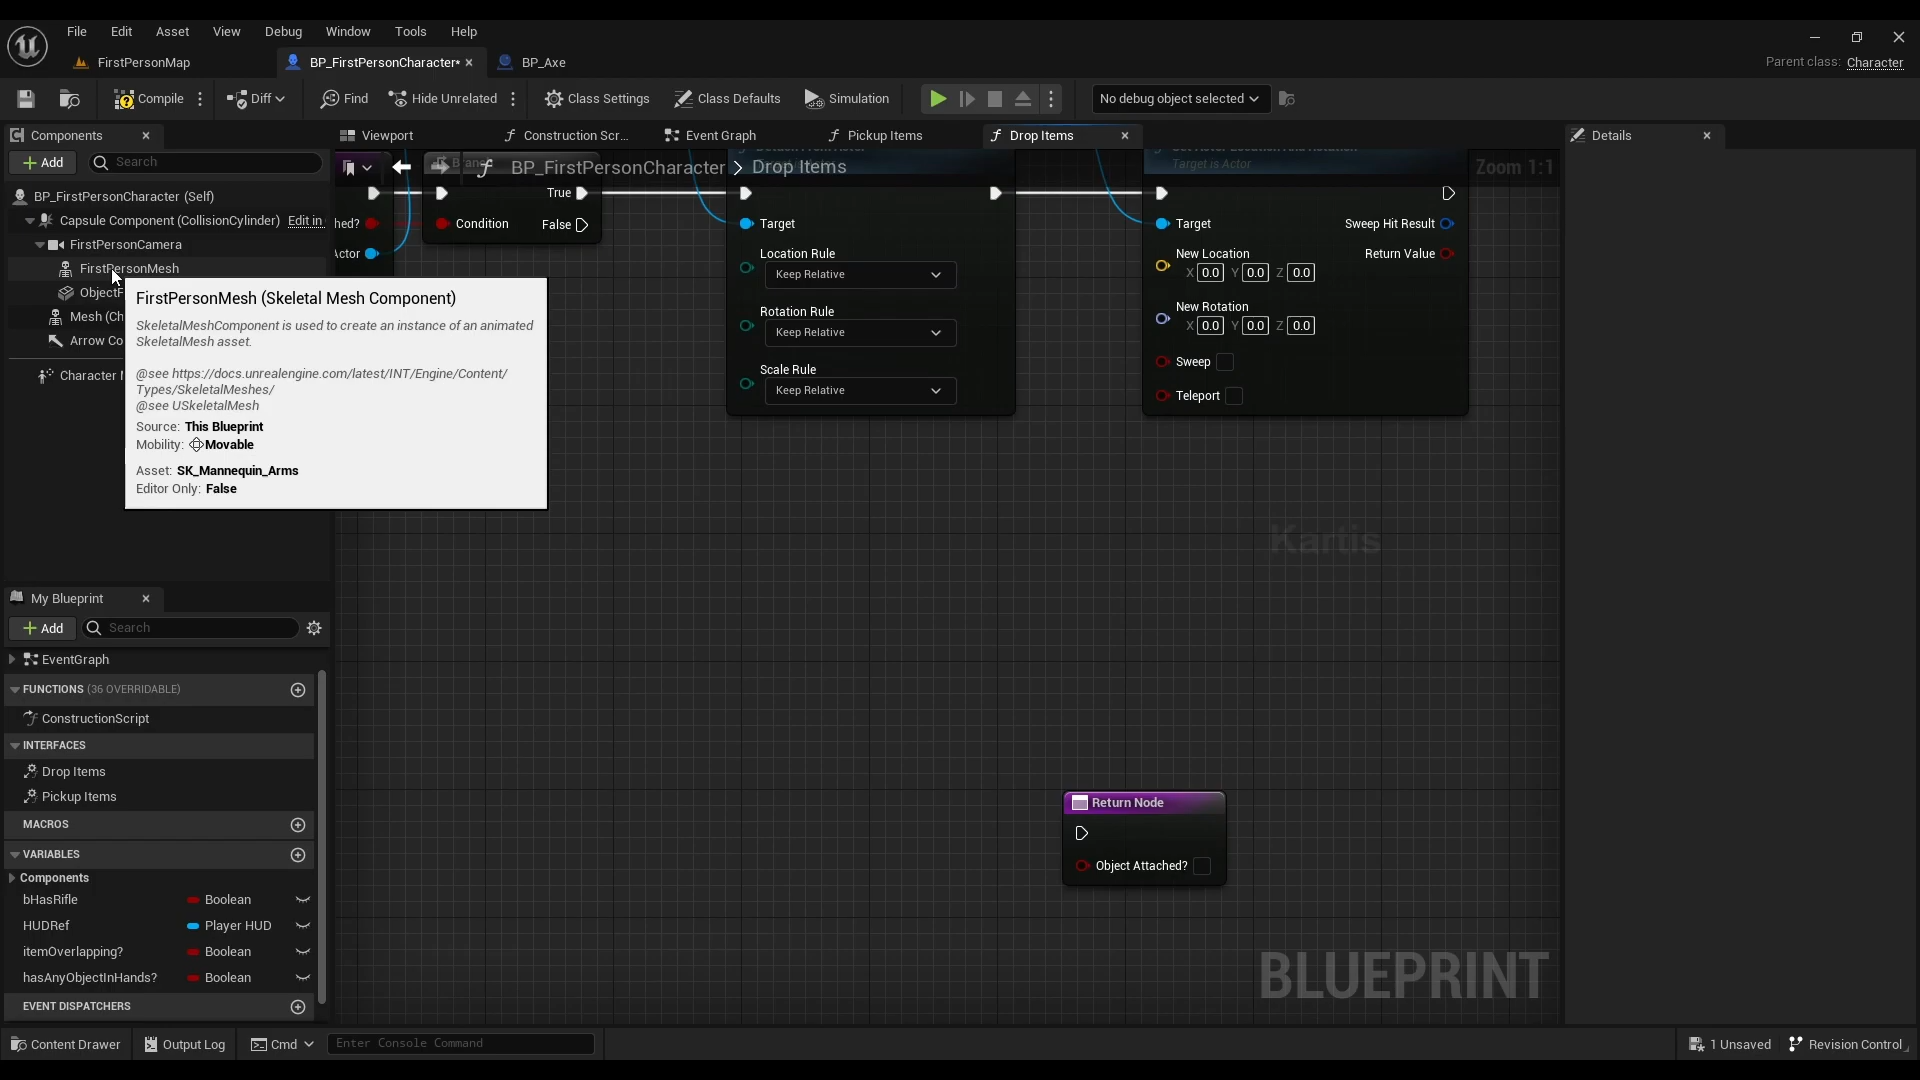 File Edit Asset View Debug Window Tools Help
FirstPersonMap
BP_FirstPersonCharacter*
BP_Axe
Parent class: Character
Compile
Diff
Find
Hide Unrelated
Class Settings
Class Defaults
Simulation
No debug object selected
Components
Viewport
Construction Scr...
Event Graph
Pickup Items
Drop Items
Details
Add
Search
BP_FirstPersonCharacter
Drop Items
Zoom 1:1
Target is Actor
BP_FirstPersonCharacter (Self)
Capsule Component (CollisionCylinder) Edit in
FirstPersonCamera
FirstPersonMesh
ObjectF
Mesh (Ch
Arrow Co
Character
FirstPersonMesh (Skeletal Mesh Component)
SkeletalMeshComponent is used to create an instance of an animated
SkeletalMesh asset.
@see https://docs.unrealengine.com/latest/INT/Engine/Content/
Types/SkeletalMeshes/
@see USkeletalMesh
Source: This Blueprint
Mobility: Movable
Asset: SK_Mannequin_Arms
Editor Only: False
hed?
Actor
True
Condition
False
Target
Location Rule
Keep Relative
Rotation Rule
Keep Relative
Scale Rule
Keep Relative
Target
Sweep Hit Result
New Location
Return Value
X 0.0 Y 0.0 Z 0.0
New Rotation
X 0.0 Y 0.0 Z 0.0
Sweep
Teleport
Kartis
My Blueprint
Add
Search
EventGraph
FUNCTIONS (36 OVERRIDABLE)
ConstructionScript
INTERFACES
Drop Items
Pickup Items
MACROS
VARIABLES
Components
bHasRifle Boolean
HUDRef Player HUD
itemOverlapping? Boolean
hasAnyObjectInHands? Boolean
EVENT DISPATCHERS
Return Node
Object Attached?
BLUEPRINT
Content Drawer
Output Log
Cmd
Enter Console Command
1 Unsaved
Revision Control